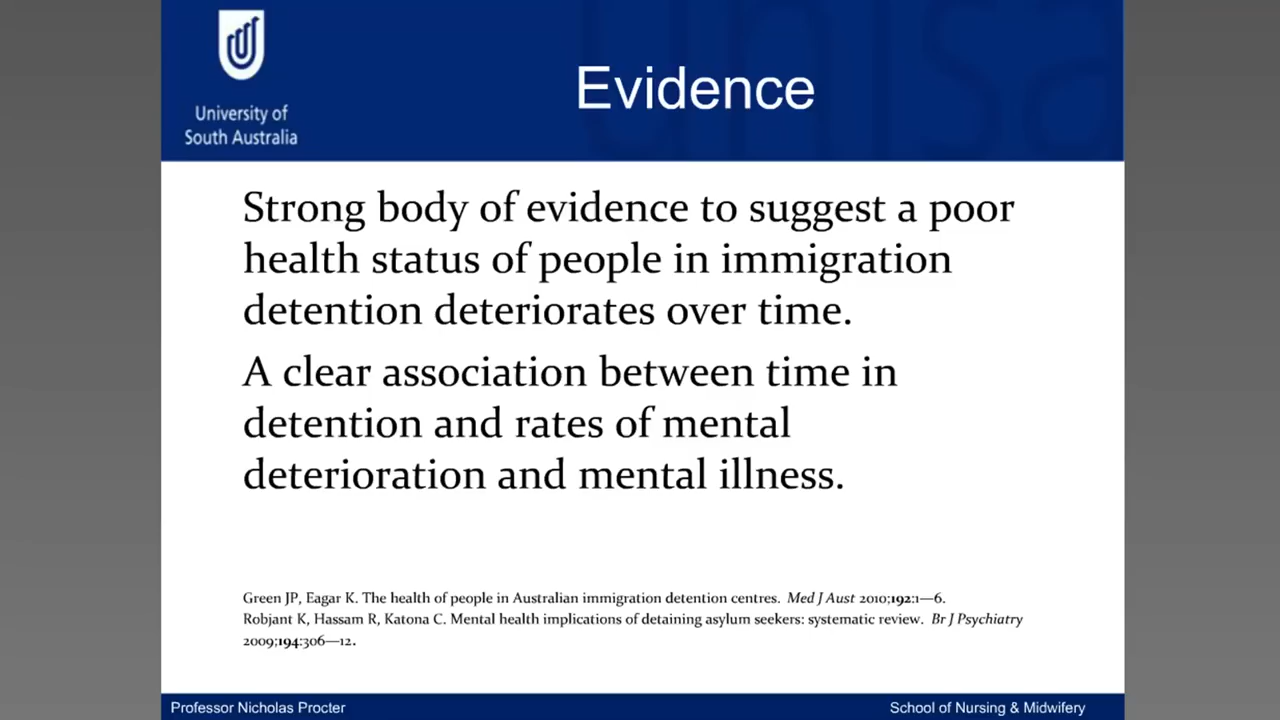 University of
South Australia
Evidence
Strong body of evidence to suggest a poor
health status of people in immigration
detention deteriorates over time.
A clear association between time in
detention and rates of mental
deterioration and mental illness.
Green JP, Eagar K. The health of people in Australian immigration detention centres. Med J Aust 2010;192:1—6.
Robjant K, Hassam R, Katona C. Mental health implications of detaining asylum seekers: systematic review. Br J Psychiatry
2009;194:306—12.
Professor Nicholas Procter
School of Nursing & Midwifery